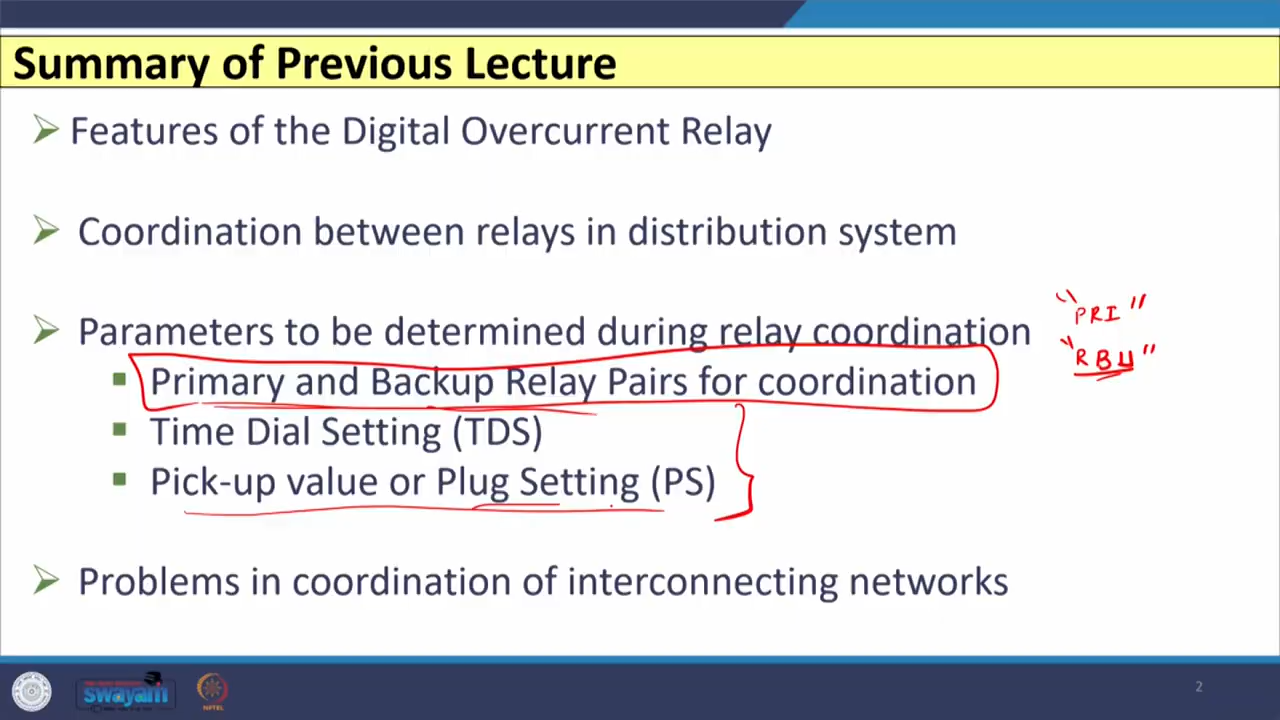 Summary of Previous Lecture
Features of the Digital Overcurrent Relay
Coordination between relays in distribution system
Parameters to be determined during relay coordination
"PRI"
"RBU"
Primary and Backup Relay Pairs for coordination
Time Dial Setting (TDS)
Pick-up value or Plug Setting (PS)
Problems in coordination of interconnecting networks
swayam
NPTEL
2